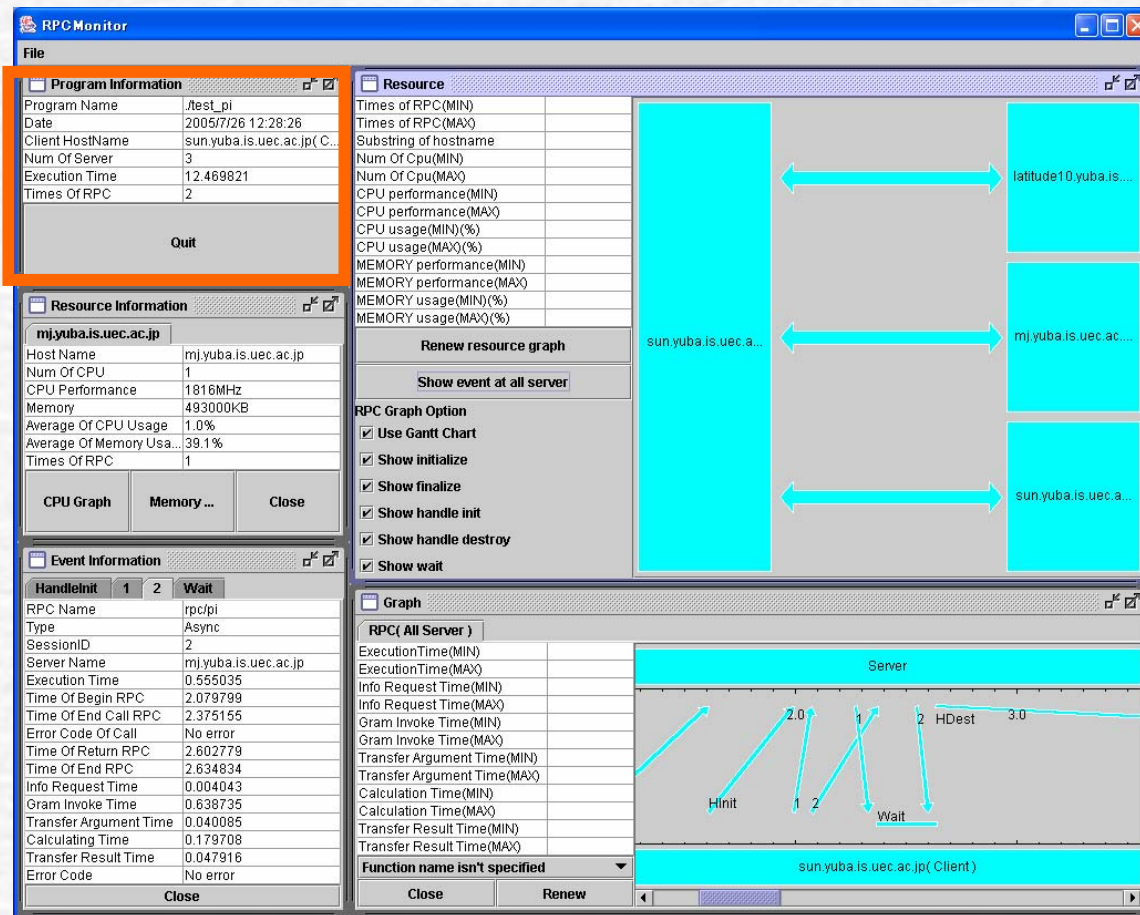 RPCMonitor
File
Program Information
Program Name ./test_pi
Date 2005/7/26 12:28:26
Client HostName sun.yuba.is.uec.ac.jp( C...
Num Of Server 3
Execution Time 12.469821
Times Of RPC 2
Quit
Resource Information
mj.yuba.is.uec.ac.jp
Host Name mj.yuba.is.uec.ac.jp
Num Of CPU 1
CPU Performance 1816MHz
Memory 493000KB
Average Of CPU Usage 1.0%
Average Of Memory Usa... 39.1%
Times Of RPC 1
CPU Graph Memory ... Close
Event Information
HandleInit 1 2 Wait
RPC Name rpc/pi
Type Async
SessionID 2
Server Name mj.yuba.is.uec.ac.jp
Execution Time 0.555035
Time Of Begin RPC 2.079799
Time Of End Call RPC 2.375155
Error Code Of Call No error
Time Of Return RPC 2.602779
Time Of End RPC 2.634834
Info Request Time 0.004043
Gram Invoke Time 0.638735
Transfer Argument Time 0.040085
Calculating Time 0.179708
Transfer Result Time 0.047916
Error Code No error
Close
Resource
Times of RPC(MIN)
Times of RPC(MAX)
Substring of hostname
Num Of Cpu(MIN)
Num Of Cpu(MAX)
CPU performance(MIN)
CPU performance(MAX)
CPU usage(MIN)(%)
CPU usage(MAX)(%)
MEMORY performance(MIN)
MEMORY performance(MAX)
MEMORY usage(MIN)(%)
MEMORY usage(MAX)(%)
Renew resource graph
Show event at all server
RPC Graph Option
Use Gantt Chart
Show initialize
Show finalize
Show handle init
Show handle destroy
Show wait
sun.yuba.is.uec.a...
latitude10.yuba.is....
mj.yuba.is.uec.ac....
sun.yuba.is.uec.a...
Graph
RPC( All Server )
ExecutionTime(MIN)
ExecutionTime(MAX)
Info Request Time(MIN)
Info Request Time(MAX)
Gram Invoke Time(MIN)
Gram Invoke Time(MAX)
Transfer Argument Time(MIN)
Transfer Argument Time(MAX)
Calculation Time(MIN)
Calculation Time(MAX)
Transfer Result Time(MIN)
Transfer Result Time(MAX)
Function name isn't specified
Close Renew
Server
2.0 1 2 HDest 3.0
HInit 1 2 Wait
sun.yuba.is.uec.ac.jp( Client )